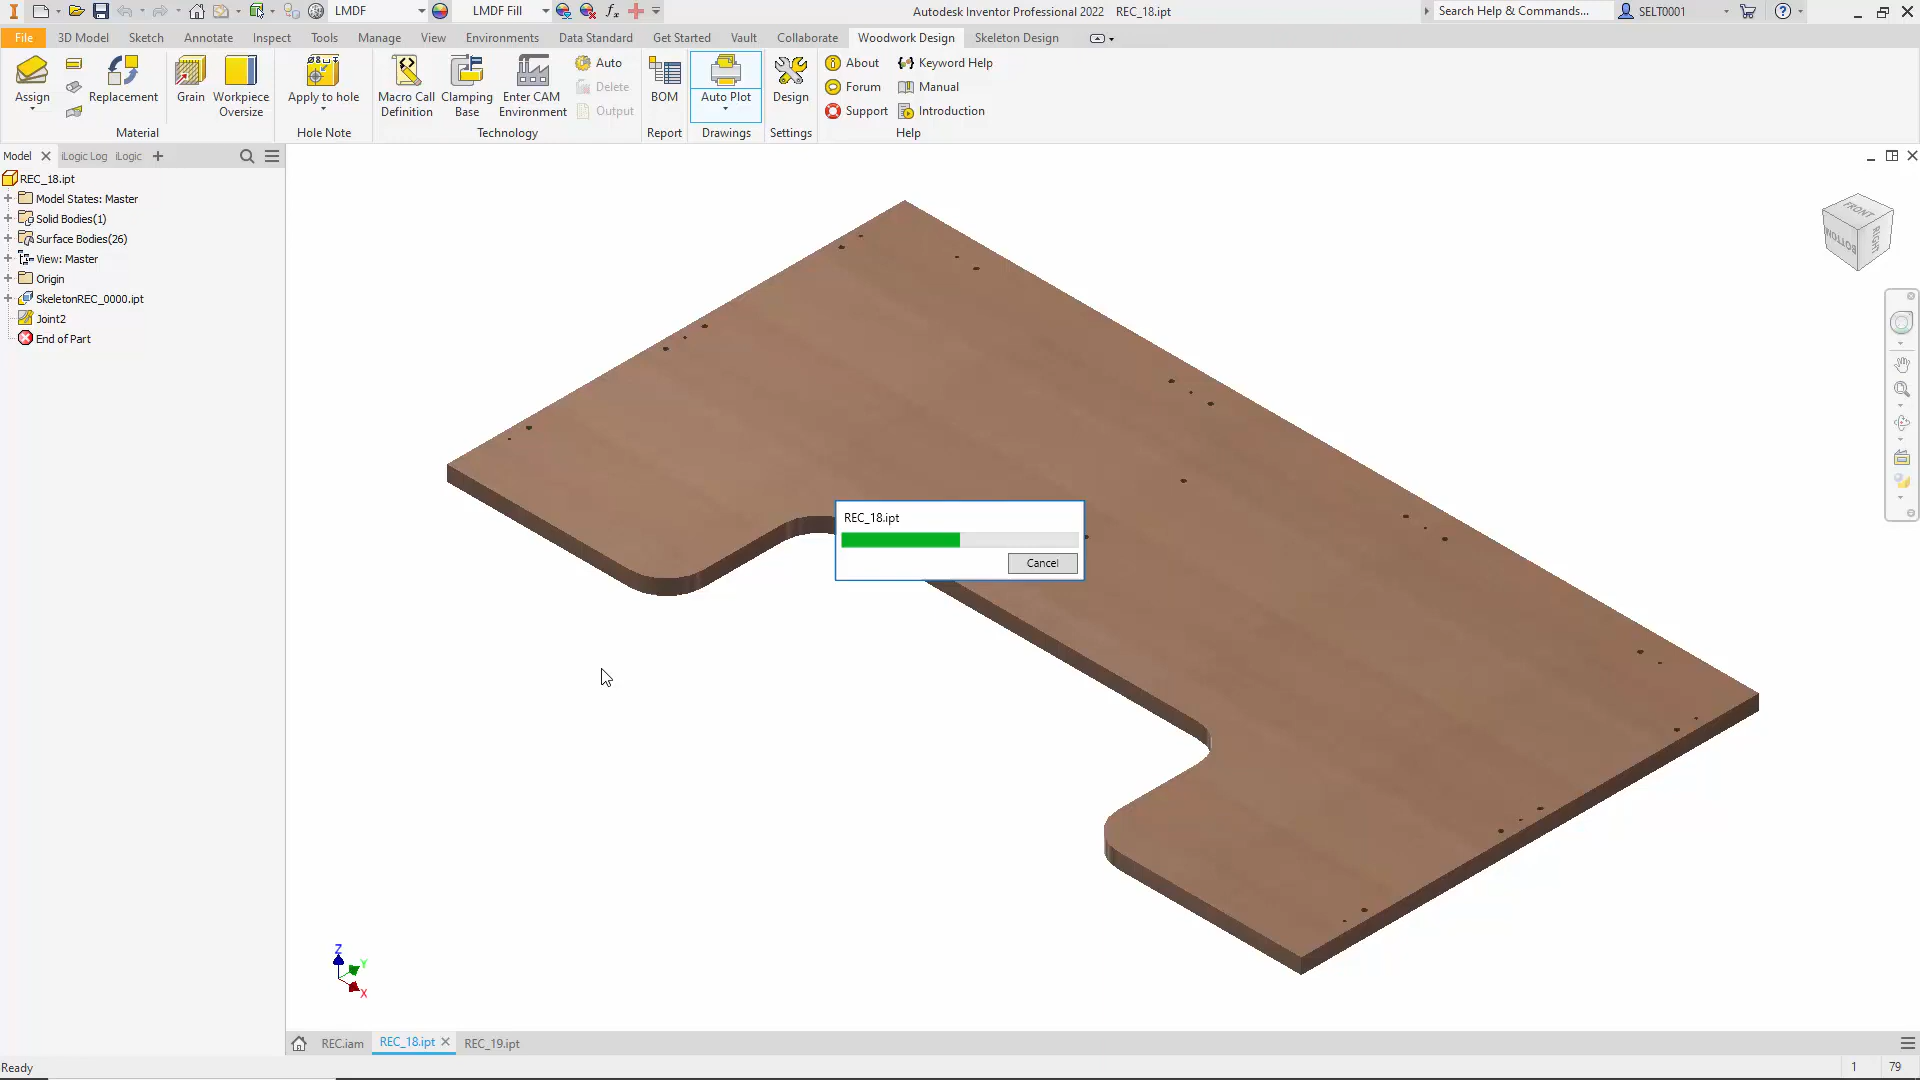 LMDF
LMDF Fill
Autodesk Inventor Professional 2022 REC_18.ipt
Search Help & Commands...
SELT0001
File
3D Model
Sketch
Annotate
Inspect
Tools
Manage
View
Environments
Data Standard
Get Started
Vault
Collaborate
Woodwork Design
Skeleton Design
Assign
Replacement
Material
Grain
Workpiece
Oversize
Apply to hole
Hole Note
Macro Call
Definition
Clamping
Base
Enter CAM
Environment
Auto
Delete
Output
Technology
BOM
Report
Auto Plot
Drawings
Design
Settings
About
Forum
Support
Keyword Help
Manual
Introduction
Help
Model
iLogic Log
iLogic
REC_18.ipt
Model States: Master
Solid Bodies(1)
Surface Bodies(26)
View: Master
Origin
SkeletonREC_0000.ipt
Joint2
End of Part
FRONT
BOTTOM
RIGHT
REC_18.ipt
Cancel
Z
Y
X
REC.iam
REC_18.ipt
REC_19.ipt
Ready
1
79